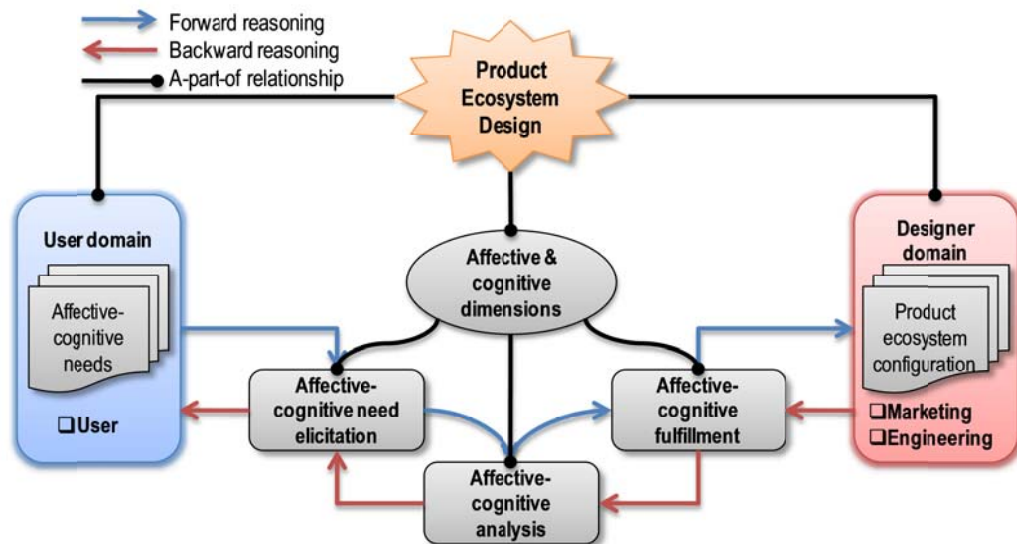 Forward reasoning
Backward reasoning
A-part-of relationship
Product
Ecosystem
Design
User domain
Affective-
cognitive
needs
❑User
Affective &
cognitive
dimensions
Designer
domain
Product
ecosystem
configuration
❑Marketing
❑Engineering
Affective-
cognitive need
elicitation
Affective-
cognitive
fulfillment
Affective-
cognitive
analysis